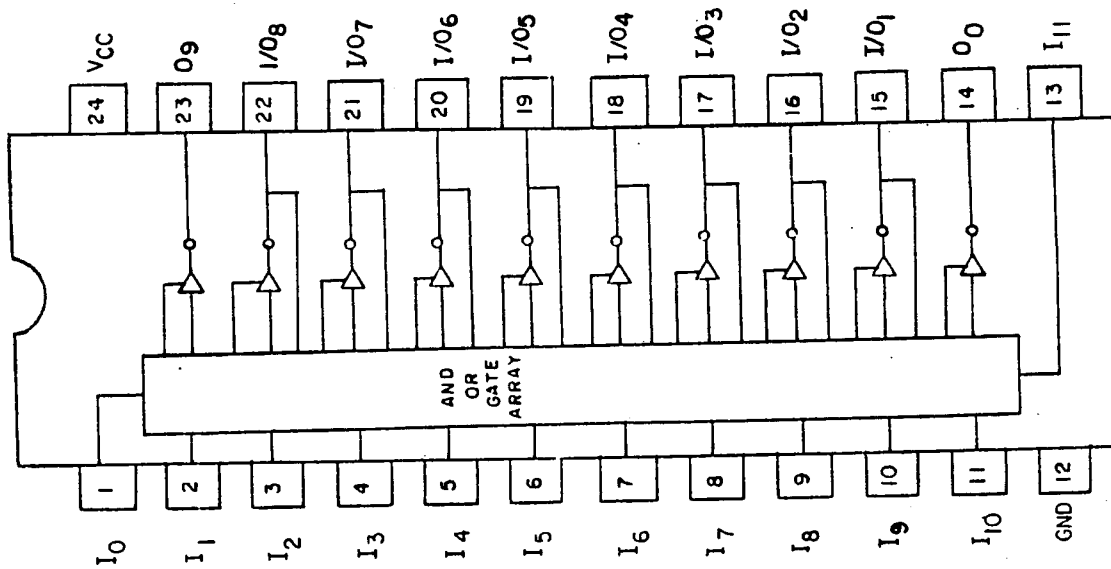 VCC
O9
I/O8
I/O7
I/O6
I/O5
I/O4
I/O3
I/O2
I/O1
O0
I11
24
23
22
21
20
19
18
17
16
15
14
13
AND
OR
GATE
ARRAY
1
2
3
4
5
6
7
8
9
10
11
12
I0
I1
I2
I3
I4
I5
I6
I7
I8
I9
I10
GND